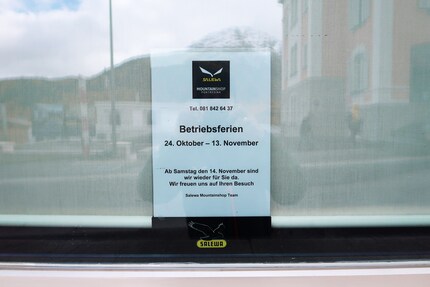 SALEWA
MOUNTAINSHOP
Tel. 081 842 64 37
Betriebsferien
24. Oktober – 13. November
Ab Samstag den 14. November sind
wir wieder für Sie da.
Wir freuen uns auf Ihren Besuch
Salewa Mountainshop Team
SALEWA